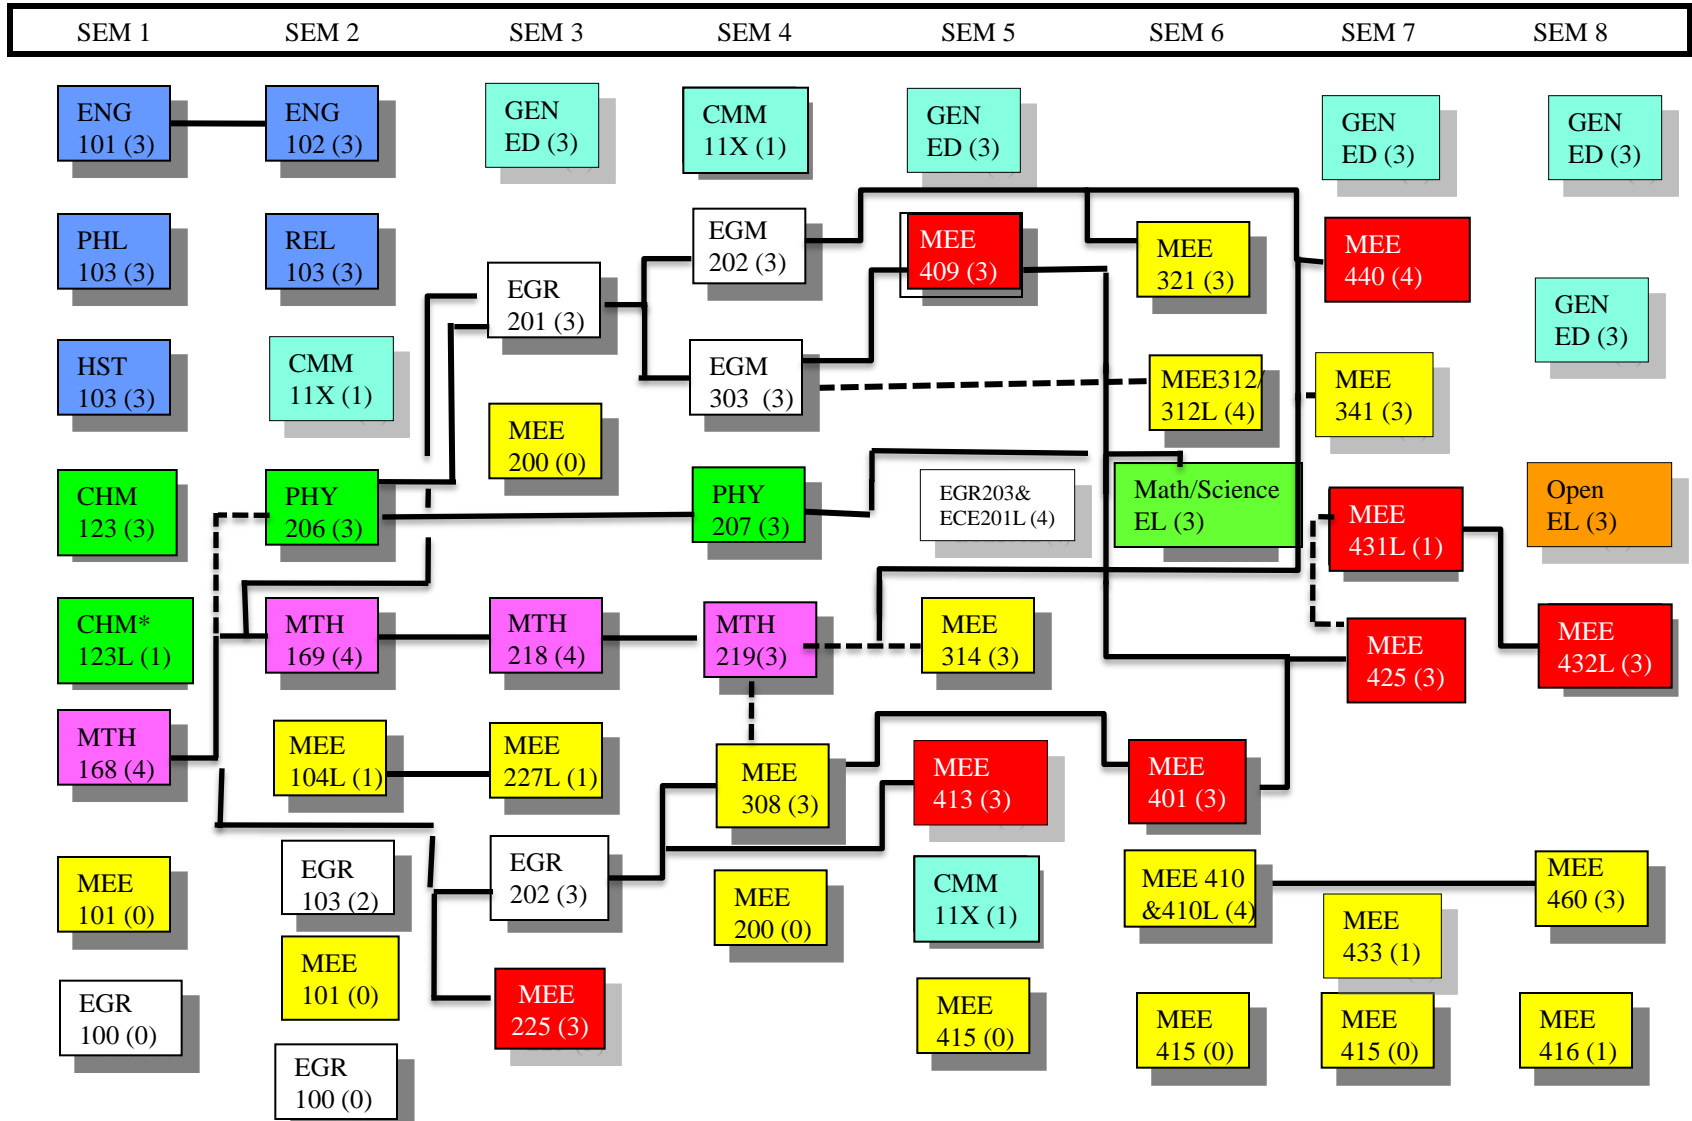 SEM 1
SEM 2
SEM 3
SEM 4
SEM 5
SEM 6
SEM 7
SEM 8
ENG
101 (3)
PHL
103 (3)
HST
103 (3)
CHM
123 (3)
CHM*
123L (1)
MTH
168 (4)
MEE
101 (0)
EGR
100 (0)
ENG
102 (3)
REL
103 (3)
CMM
11X (1)
PHY
206 (3)
MTH
169 (4)
MEE
104L (1)
EGR
103 (2)
MEE
101 (0)
EGR
100 (0)
GEN
ED (3)
EGR
201 (3)
MEE
200 (0)
MTH
218 (4)
MEE
227L (1)
EGR
202 (3)
MEE
225 (3)
CMM
11X (1)
EGM
202 (3)
EGM
303 (3)
PHY
207 (3)
MTH
219(3)
MEE
308 (3)
MEE
200 (0)
GEN
ED (3)
MEE
409 (3)
EGR203&
ECE201L (4)
MEE
314 (3)
MEE
413 (3)
CMM
11X (1)
MEE
415 (0)
MEE
321 (3)
MEE312/
312L (4)
Math/Science
EL (3)
MEE
401 (3)
MEE 410
&410L (4)
MEE
415 (0)
GEN
ED (3)
MEE
440 (4)
MEE
341 (3)
MEE
431L (1)
MEE
425 (3)
MEE
433 (1)
MEE
415 (0)
GEN
ED (3)
GEN
ED (3)
Open
EL (3)
MEE
432L (3)
MEE
460 (3)
MEE
416 (1)